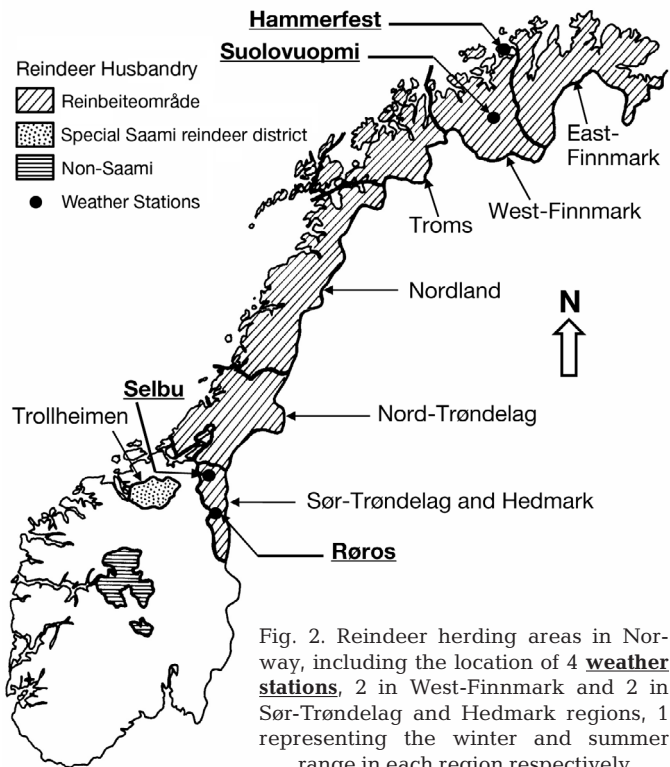 Hammerfest
Suolovuopmi
Reindeer Husbandry
Reinbeiteområde
Special Saami reindeer district
Non-Saami
Weather Stations
East-
Finnmark
West-Finnmark
Troms
Nordland
N
Selbu
Trollheimen
Nord-Trøndelag
Sør-Trøndelag and Hedmark
Røros
Fig. 2. Reindeer herding areas in Nor-
way, including the location of 4 weather
stations, 2 in West-Finnmark and 2 in
Sør-Trøndelag and Hedmark regions, 1
representing the winter and summer
range in each region respectively